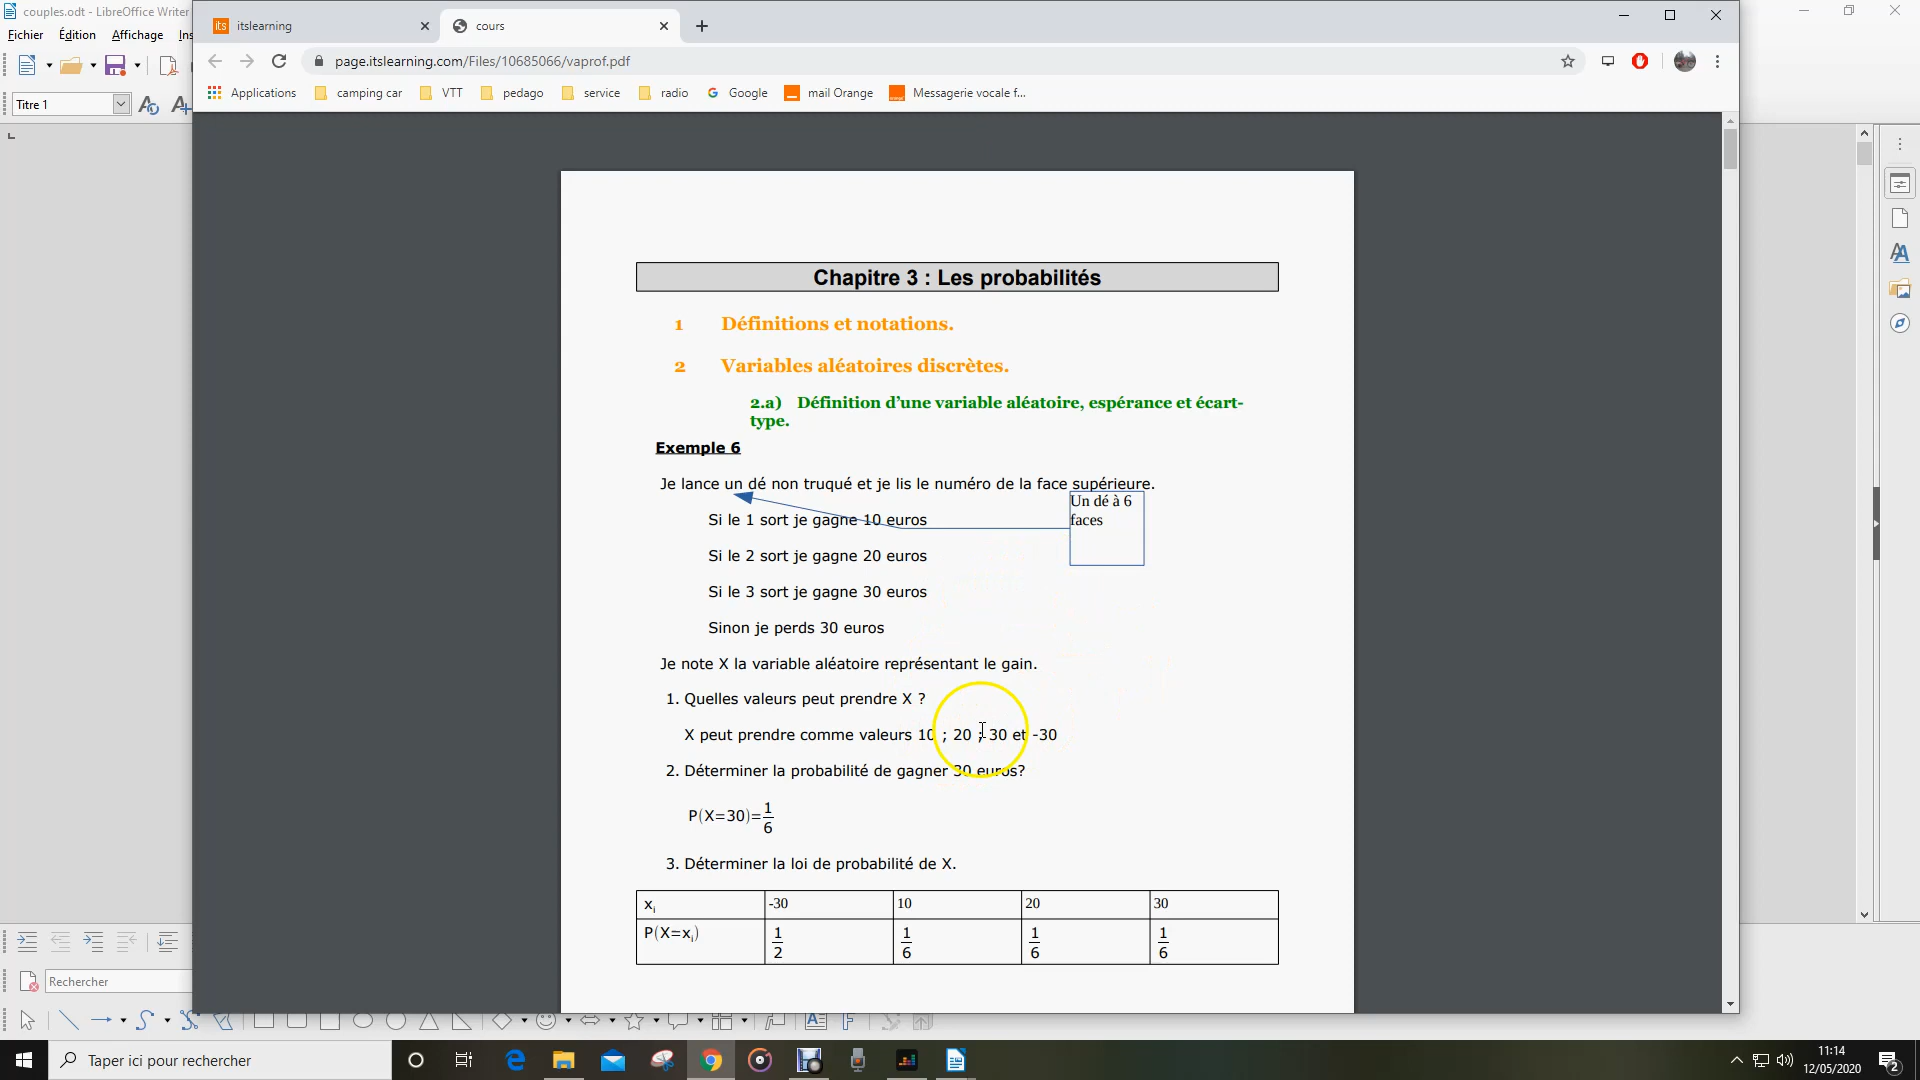 couples.odt - LibreOffice Writer
Fichier Édition Affichage Ins
Titre 1
Rechercher
its itslearning
cours
page.itslearning.com/Files/10685066/vaprof.pdf
Applications camping car VTT pedago service radio Google mail Orange Messagerie vocale f...
Chapitre 3 : Les probabilités
1 Définitions et notations.
2 Variables aléatoires discrètes.
2.a) Définition d'une variable aléatoire, espérance et écart-
type.
Exemple 6
Je lance un dé non truqué et je lis le numéro de la face supérieure.
Un dé à 6
faces
Si le 1 sort je gagne 10 euros
Si le 2 sort je gagne 20 euros
Si le 3 sort je gagne 30 euros
Sinon je perds 30 euros
Je note X la variable aléatoire représentant le gain.
1. Quelles valeurs peut prendre X ?
X peut prendre comme valeurs 10 ; 20 ; 30 et -30
2. Déterminer la probabilité de gagner 30 euros?
P(X=30)=1/6
3. Déterminer la loi de probabilité de X.
xi -30 10 20 30
P(X=xi) 1/2 1/6 1/6 1/6
Taper ici pour rechercher
11:14
12/05/2020
2